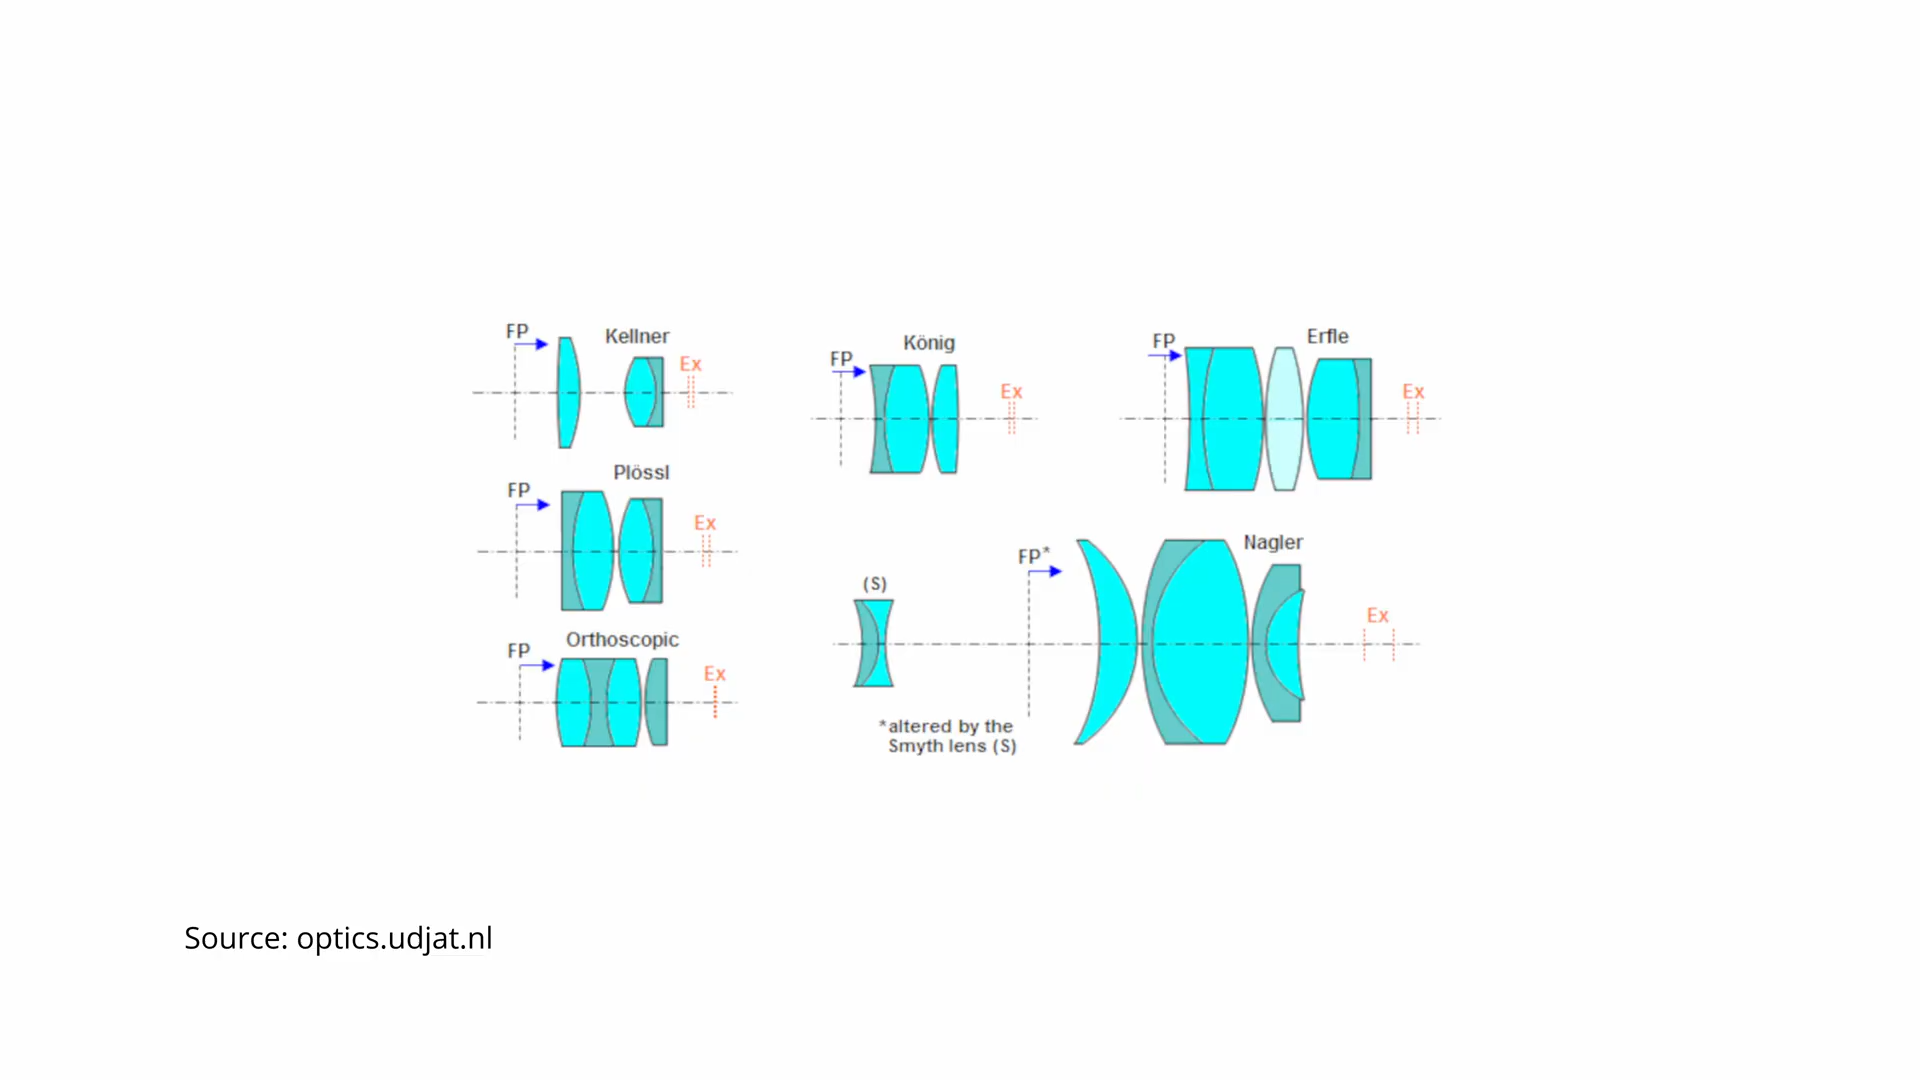 FP
Kellner
Ex
FP
Plössl
Ex
FP
Orthoscopic
Ex
FP
König
Ex
FP
Erfle
Ex
(S)
FP*
Nagler
Ex
*altered by the
Smyth lens (S)
Source: optics.udjat.nl